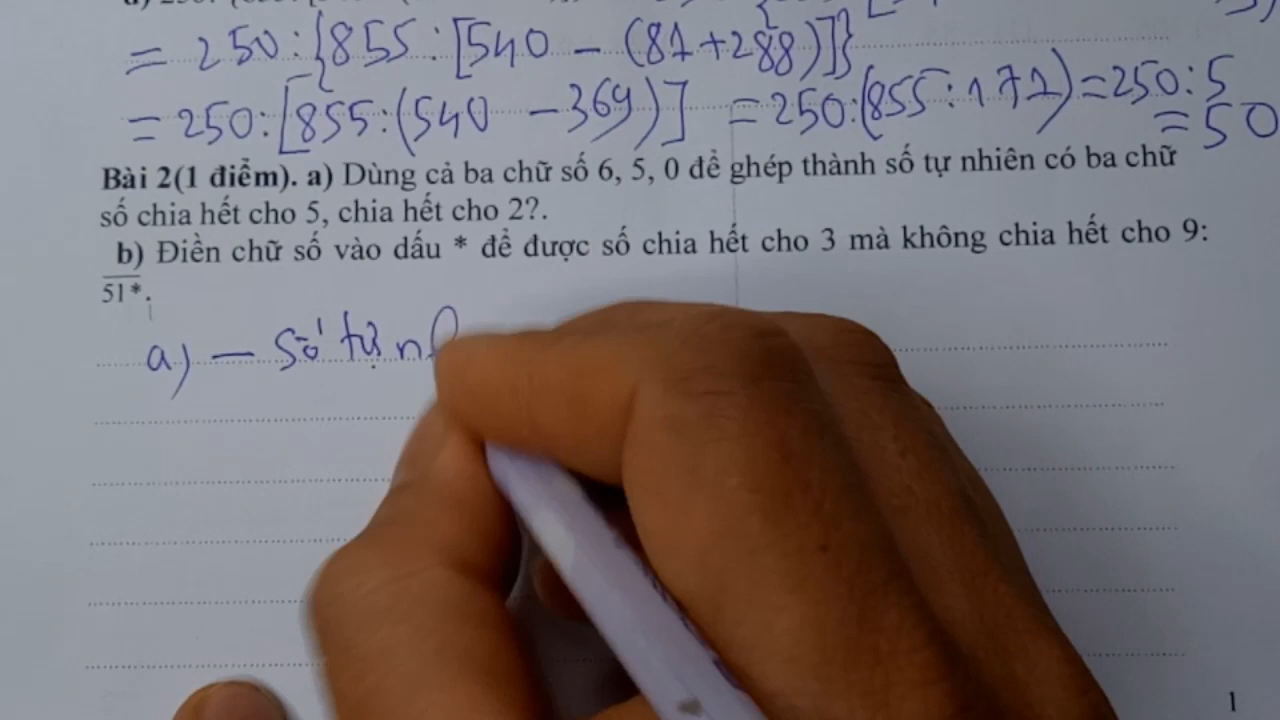 = 250:{855:[540 - (81+288)]}
= 250:[855:(540 - 369)] = 250:(855:171) = 250:5
= 50
Bài 2(1 điểm). a) Dùng cả ba chữ số 6, 5, 0 để ghép thành số tự nhiên có ba chữ
số chia hết cho 5, chia hết cho 2?.
b) Điền chữ số vào dấu * để được số chia hết cho 3 mà không chia hết cho 9:
51*.
a) - Số tự
1